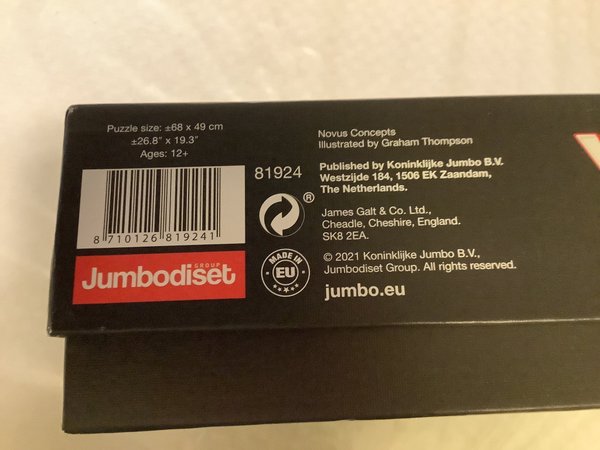 Puzzle size: ±68 x 49 cm
±26.8" x 19.3"
Ages: 12+
8 710126 819241
GROUP
Jumbodiset
81924
®
MADE IN
EU
Novus Concepts
Illustrated by Graham Thompson
Published by Koninklijke Jumbo B.V.
Westzijde 184, 1506 EK Zaandam,
The Netherlands.
James Galt & Co. Ltd.,
Cheadle, Cheshire, England.
SK8 2EA.
© 2021 Koninklijke Jumbo B.V.,
Jumbodiset Group. All rights reserved.
jumbo.eu